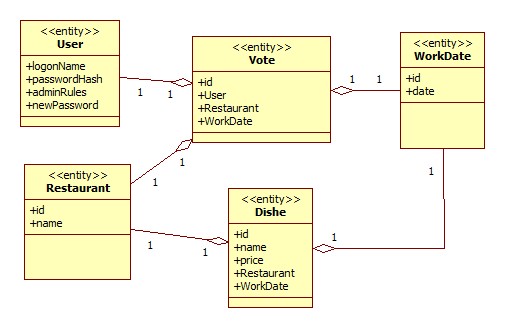 <<entity>>
User
+logonName
+passwordHash
+adminRules
+newPassword
<<entity>>
Vote
+id
+User
+Restaurant
+WorkDate
<<entity>>
WorkDate
+id
+date
1
1
1
1
1
1
<<entity>>
Restaurant
+id
+name
<<entity>>
Dishe
+id
+name
+price
+Restaurant
+WorkDate
1
1
1
1